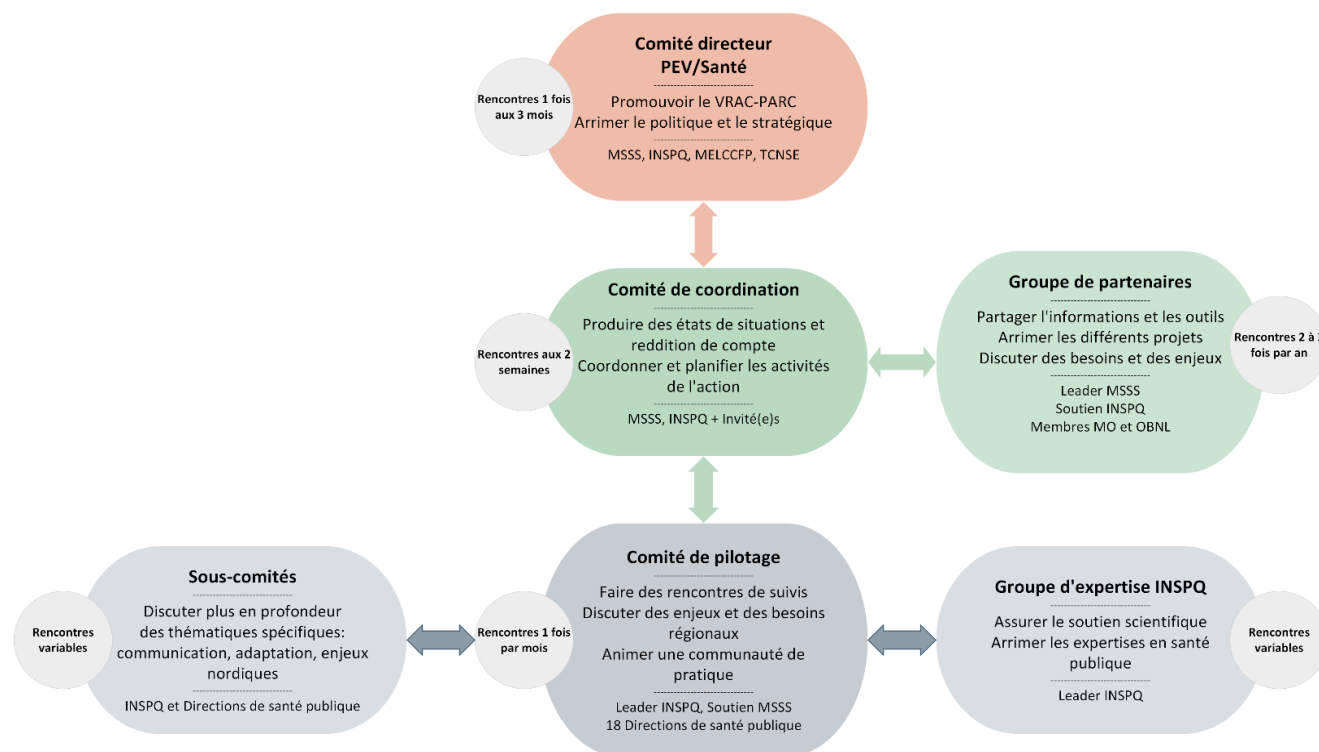 Comité directeur
PEV/Santé
Rencontres 1 fois
aux 3 mois
Promouvoir le VRAC-PARC
Arrimer le politique et le stratégique
MSSS, INSPQ, MELCCFP, TCNSE
Comité de coordination
Rencontres aux 2
semaines
Produire des états de situations et
reddition de compte
Coordonner et planifier les activités
de l'action
MSSS, INSPQ + Invité(e)s
Groupe de partenaires
Partager l'informations et les outils
Arrimer les différents projets
Discuter des besoins et des enjeux
Rencontres 2 à 3
fois par an
Leader MSSS
Soutien INSPQ
Membres MO et OBNL
Sous-comités
Rencontres
variables
Discuter plus en profondeur
des thématiques spécifiques:
communication, adaptation, enjeux
nordiques
INSPQ et Directions de santé publique
Comité de pilotage
Rencontres 1 fois
par mois
Faire des rencontres de suivis
Discuter des enjeux et des besoins
régionaux
Animer une communauté de
pratique
Leader INSPQ, Soutien MSSS
18 Directions de santé publique
Groupe d'expertise INSPQ
Assurer le soutien scientifique
Arrimer les expertises en santé
publique
Rencontres
variables
Leader INSPQ